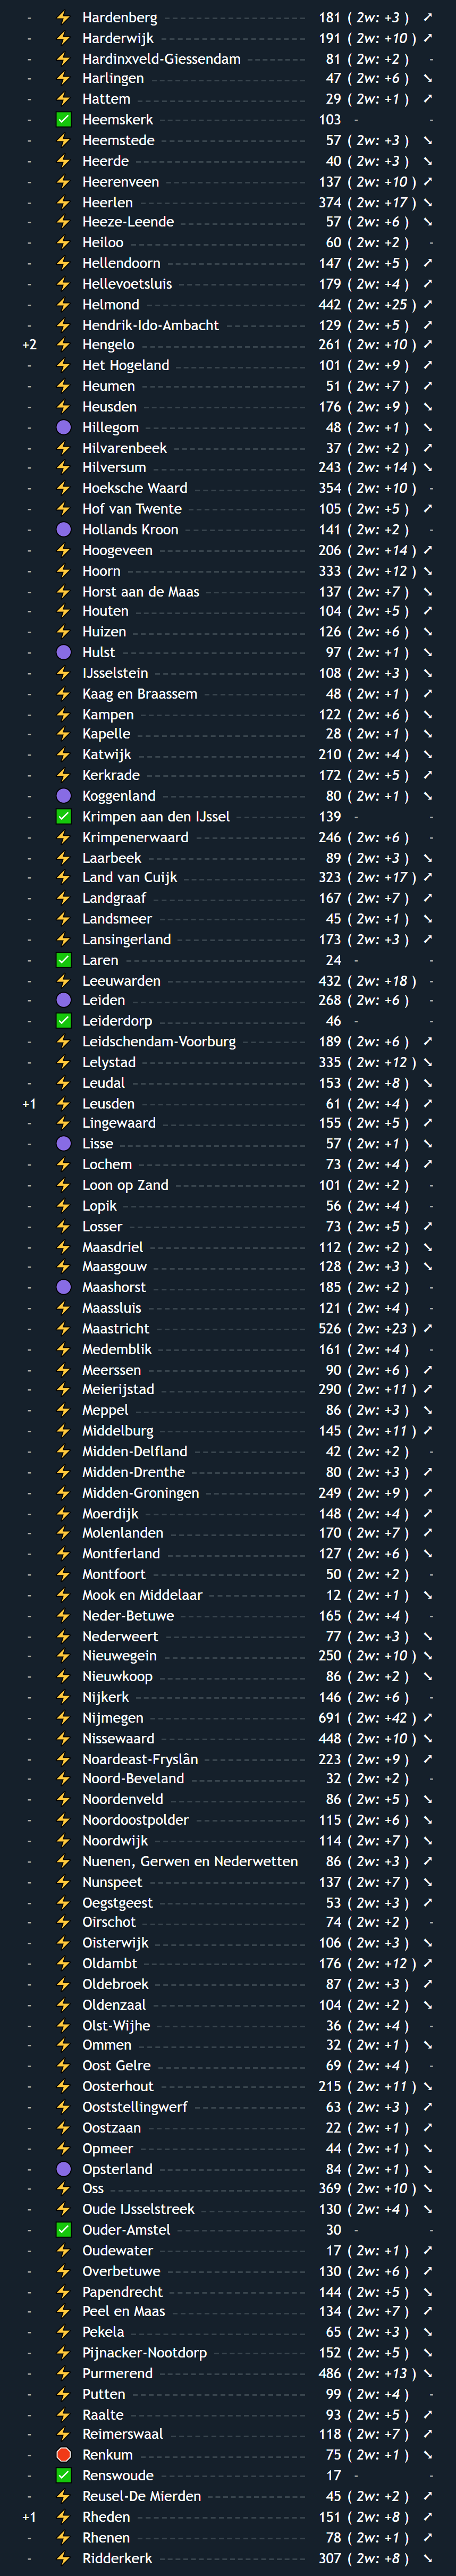 - ⚡ Hardenberg 181 ( 2w: +3 ) ➚
- ⚡ Harderwijk 191 ( 2w: +10 ) ➚
- ⚡ Hardinxveld-Giessendam 81 ( 2w: +2 ) -
- ⚡ Harlingen 47 ( 2w: +6 ) ➘
- ⚡ Hattem 29 ( 2w: +1 ) ➚
- ✅ Heemskerk 103 - -
- ⚡ Heemstede 57 ( 2w: +3 ) ➘
- ⚡ Heerde 40 ( 2w: +3 ) ➘
- ⚡ Heerenveen 137 ( 2w: +10 ) ➚
- ⚡ Heerlen 374 ( 2w: +17 ) ➘
- ⚡ Heeze-Leende 57 ( 2w: +6 ) ➘
- ⚡ Heiloo 60 ( 2w: +2 ) -
- ⚡ Hellendoorn 147 ( 2w: +5 ) ➚
- ⚡ Hellevoetsluis 179 ( 2w: +4 ) ➚
- ⚡ Helmond 442 ( 2w: +25 ) ➚
- ⚡ Hendrik-Ido-Ambacht 129 ( 2w: +5 ) ➚
+2 ⚡ Hengelo 261 ( 2w: +10 ) ➚
- ⚡ Het Hogeland 101 ( 2w: +9 ) ➚
- ⚡ Heumen 51 ( 2w: +7 ) ➚
- ⚡ Heusden 176 ( 2w: +9 ) ➘
- 🟣 Hillegom 48 ( 2w: +1 ) ➘
- ⚡ Hilvarenbeek 37 ( 2w: +2 ) ➚
- ⚡ Hilversum 243 ( 2w: +14 ) ➘
- ⚡ Hoeksche Waard 354 ( 2w: +10 ) -
- ⚡ Hof van Twente 105 ( 2w: +5 ) ➚
- 🟣 Hollands Kroon 141 ( 2w: +2 ) -
- ⚡ Hoogeveen 206 ( 2w: +14 ) ➚
- ⚡ Hoorn 333 ( 2w: +12 ) ➘
- ⚡ Horst aan de Maas 137 ( 2w: +7 ) ➘
- ⚡ Houten 104 ( 2w: +5 ) ➚
- ⚡ Huizen 126 ( 2w: +6 ) ➘
- 🟣 Hulst 97 ( 2w: +1 ) ➘
- ⚡ IJsselstein 108 ( 2w: +3 ) ➘
- ⚡ Kaag en Braassem 48 ( 2w: +1 ) ➚
- ⚡ Kampen 122 ( 2w: +6 ) ➘
- ⚡ Kapelle 28 ( 2w: +1 ) ➘
- ⚡ Katwijk 210 ( 2w: +4 ) ➘
- ⚡ Kerkrade 172 ( 2w: +5 ) ➚
- 🟣 Koggenland 80 ( 2w: +1 ) ➘
- ✅ Krimpen aan den IJssel 139 - -
- ⚡ Krimpenerwaard 246 ( 2w: +6 ) -
- ⚡ Laarbeek 89 ( 2w: +3 ) ➘
- ⚡ Land van Cuijk 323 ( 2w: +17 ) ➚
- ⚡ Landgraaf 167 ( 2w: +7 ) ➚
- ⚡ Landsmeer 45 ( 2w: +1 ) ➘
- ⚡ Lansingerland 173 ( 2w: +3 ) ➚
- ✅ Laren 24 - -
- ⚡ Leeuwarden 432 ( 2w: +18 ) -
- 🟣 Leiden 268 ( 2w: +6 ) -
- ✅ Leiderdorp 46 - -
- ⚡ Leidschendam-Voorburg 189 ( 2w: +6 ) ➚
- ⚡ Lelystad 335 ( 2w: +12 ) ➘
- ⚡ Leudal 153 ( 2w: +8 ) ➘
+1 ⚡ Leusden 61 ( 2w: +4 ) ➚
- ⚡ Lingewaard 155 ( 2w: +5 ) ➚
- 🟣 Lisse 57 ( 2w: +1 ) ➘
- ⚡ Lochem 73 ( 2w: +4 ) ➚
- ⚡ Loon op Zand 101 ( 2w: +2 ) -
- ⚡ Lopik 56 ( 2w: +4 ) -
- ⚡ Losser 73 ( 2w: +5 ) ➚
- ⚡ Maasdriel 112 ( 2w: +2 ) ➘
- ⚡ Maasgouw 128 ( 2w: +3 ) ➘
- 🟣 Maashorst 185 ( 2w: +2 ) -
- ⚡ Maassluis 121 ( 2w: +4 ) -
- ⚡ Maastricht 526 ( 2w: +23 ) ➚
- ⚡ Medemblik 161 ( 2w: +4 ) -
- ⚡ Meerssen 90 ( 2w: +6 ) ➚
- ⚡ Meierijstad 290 ( 2w: +11 ) ➚
- ⚡ Meppel 86 ( 2w: +3 ) ➘
- ⚡ Middelburg 145 ( 2w: +11 ) ➚
- ⚡ Midden-Delfland 42 ( 2w: +2 ) -
- ⚡ Midden-Drenthe 80 ( 2w: +3 ) ➚
- ⚡ Midden-Groningen 249 ( 2w: +9 ) ➚
- ⚡ Moerdijk 148 ( 2w: +4 ) ➚
- ⚡ Molenlanden 170 ( 2w: +7 ) ➚
- ⚡ Montferland 127 ( 2w: +6 ) ➘
- ⚡ Montfoort 50 ( 2w: +2 ) -
- ⚡ Mook en Middelaar 12 ( 2w: +1 ) ➘
- ⚡ Neder-Betuwe 165 ( 2w: +4 ) -
- ⚡ Nederweert 77 ( 2w: +3 ) ➘
- ⚡ Nieuwegein 250 ( 2w: +10 ) ➘
- ⚡ Nieuwkoop 86 ( 2w: +2 ) ➘
- ⚡ Nijkerk 146 ( 2w: +6 ) -
- ⚡ Nijmegen 691 ( 2w: +42 ) ➚
- ⚡ Nissewaard 448 ( 2w: +10 ) ➘
- ⚡ Noardeast-Fryslân 223 ( 2w: +9 ) ➚
- ⚡ Noord-Beveland 32 ( 2w: +2 ) -
- ⚡ Noordenveld 86 ( 2w: +5 ) ➘
- ⚡ Noordoostpolder 115 ( 2w: +6 ) ➘
- ⚡ Noordwijk 114 ( 2w: +7 ) ➘
- ⚡ Nuenen, Gerwen en Nederwetten 86 ( 2w: +3 ) ➚
- ⚡ Nunspeet 137 ( 2w: +7 ) ➘
- ⚡ Oegstgeest 53 ( 2w: +3 ) ➚
- ⚡ Oirschot 74 ( 2w: +2 ) -
- ⚡ Oisterwijk 106 ( 2w: +3 ) ➘
- ⚡ Oldambt 176 ( 2w: +12 ) ➚
- ⚡ Oldebroek 87 ( 2w: +3 ) ➚
- ⚡ Oldenzaal 104 ( 2w: +2 ) ➘
- ⚡ Olst-Wijhe 36 ( 2w: +4 ) -
- ⚡ Ommen 32 ( 2w: +1 ) ➘
- ⚡ Oost Gelre 69 ( 2w: +4 ) -
- ⚡ Oosterhout 215 ( 2w: +11 ) ➘
- ⚡ Ooststellingwerf 63 ( 2w: +3 ) ➚
- ⚡ Oostzaan 22 ( 2w: +1 ) ➚
- ⚡ Opmeer 44 ( 2w: +1 ) ➘
- 🟣 Opsterland 84 ( 2w: +1 ) ➘
- ⚡ Oss 369 ( 2w: +10 ) ➘
- ⚡ Oude IJsselstreek 130 ( 2w: +4 ) ➘
- ✅ Ouder-Amstel 30 - -
- ⚡ Oudewater 17 ( 2w: +1 ) ➚
- ⚡ Overbetuwe 130 ( 2w: +6 ) ➚
- ⚡ Papendrecht 144 ( 2w: +5 ) ➘
- ⚡ Peel en Maas 134 ( 2w: +7 ) ➚
- ⚡ Pekela 65 ( 2w: +3 ) ➘
- ⚡ Pijnacker-Nootdorp 152 ( 2w: +5 ) ➘
- ⚡ Purmerend 486 ( 2w: +13 ) ➘
- ⚡ Putten 99 ( 2w: +4 ) -
- ⚡ Raalte 93 ( 2w: +5 ) ➚
- ⚡ Reimerswaal 118 ( 2w: +7 ) ➚
- 🛑 Renkum 75 ( 2w: +1 ) ➘
- ✅ Renswoude 17 - -
- ⚡ Reusel-De Mierden 45 ( 2w: +2 ) ➚
+1 ⚡ Rheden 151 ( 2w: +8 ) ➚
- ⚡ Rhenen 78 ( 2w: +1 ) ➚
- ⚡ Ridderkerk 307 ( 2w: +8 ) ➘